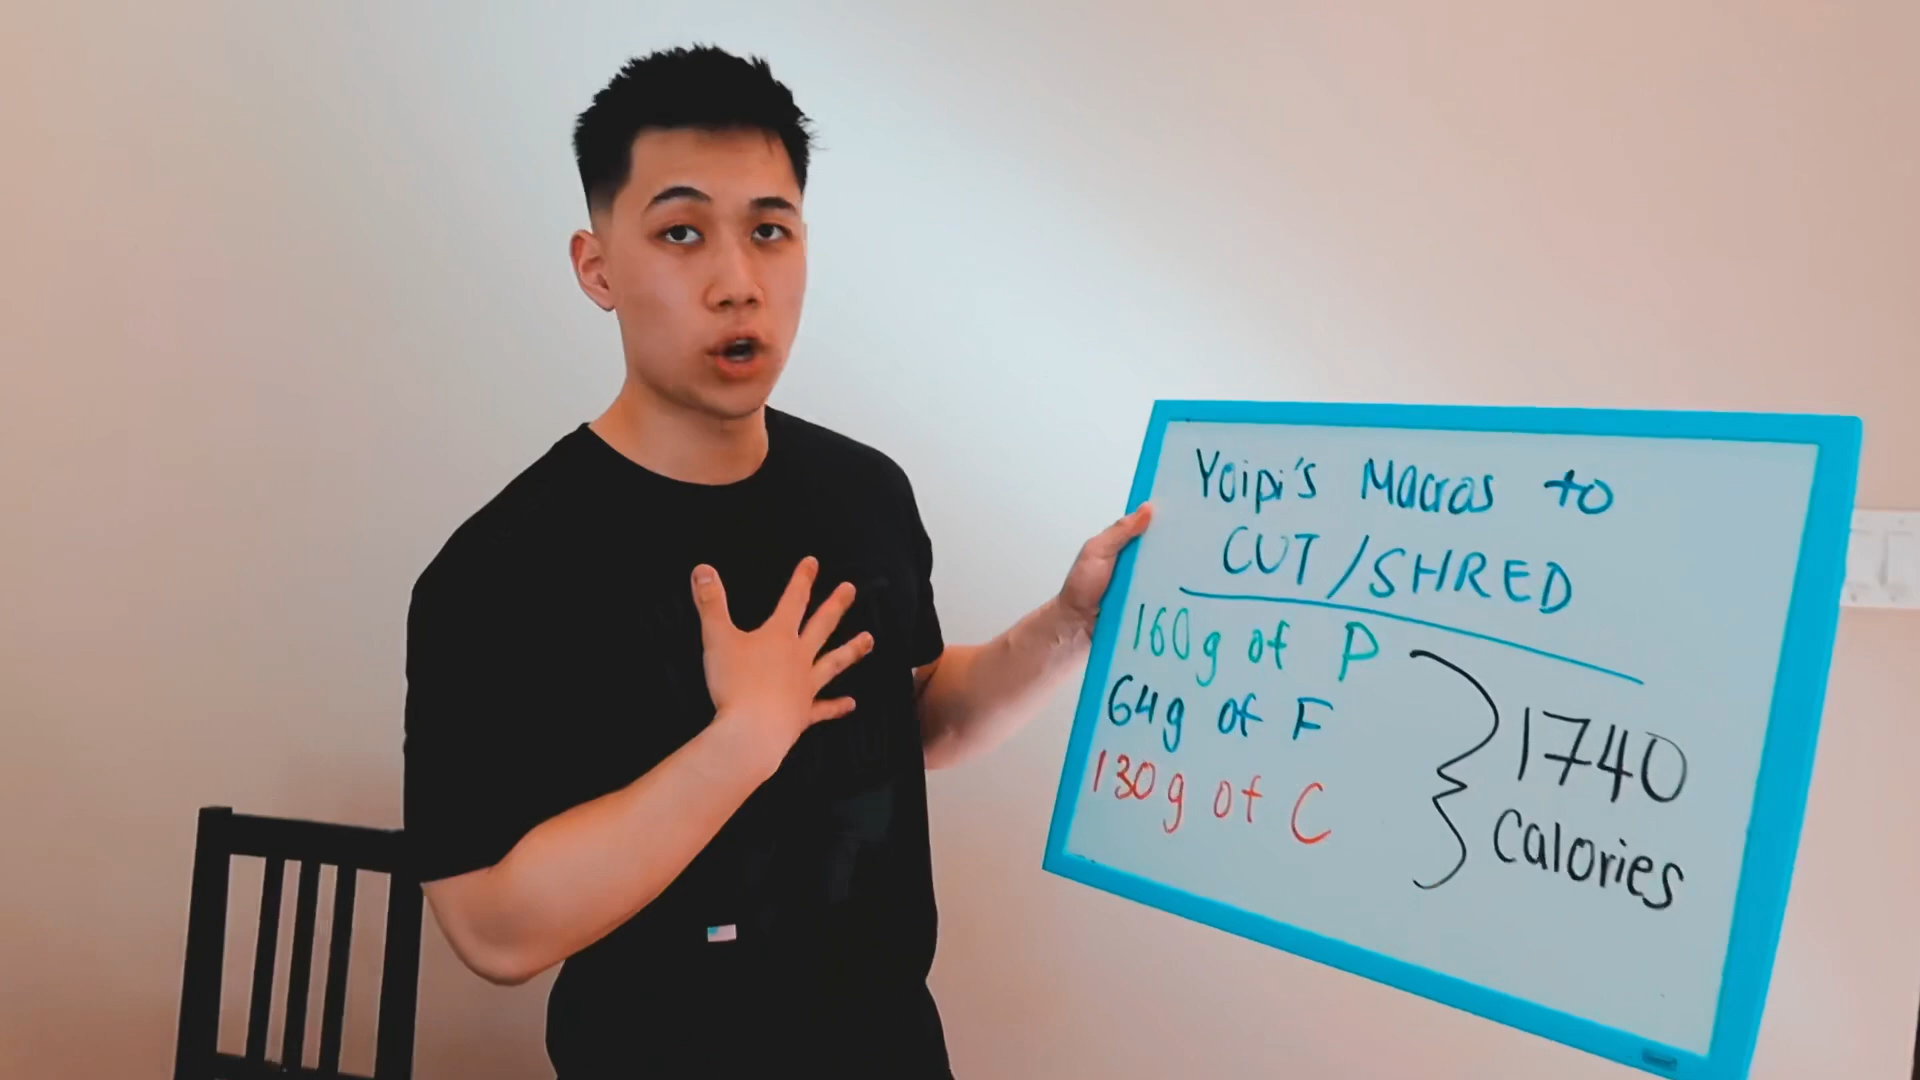 Yoipi's Macros to
CUT/SHRED
160g of P
64g of F
130g of C
1740
Calories